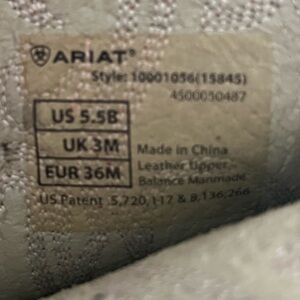 ARIAT®
Style: 10001056(15845)
4500050487
US 5.5B
UK 3M
EUR 36M
Made in China
Leather Upper,
Balance Manmade
US Patent 5,720,117 & 8,136,266